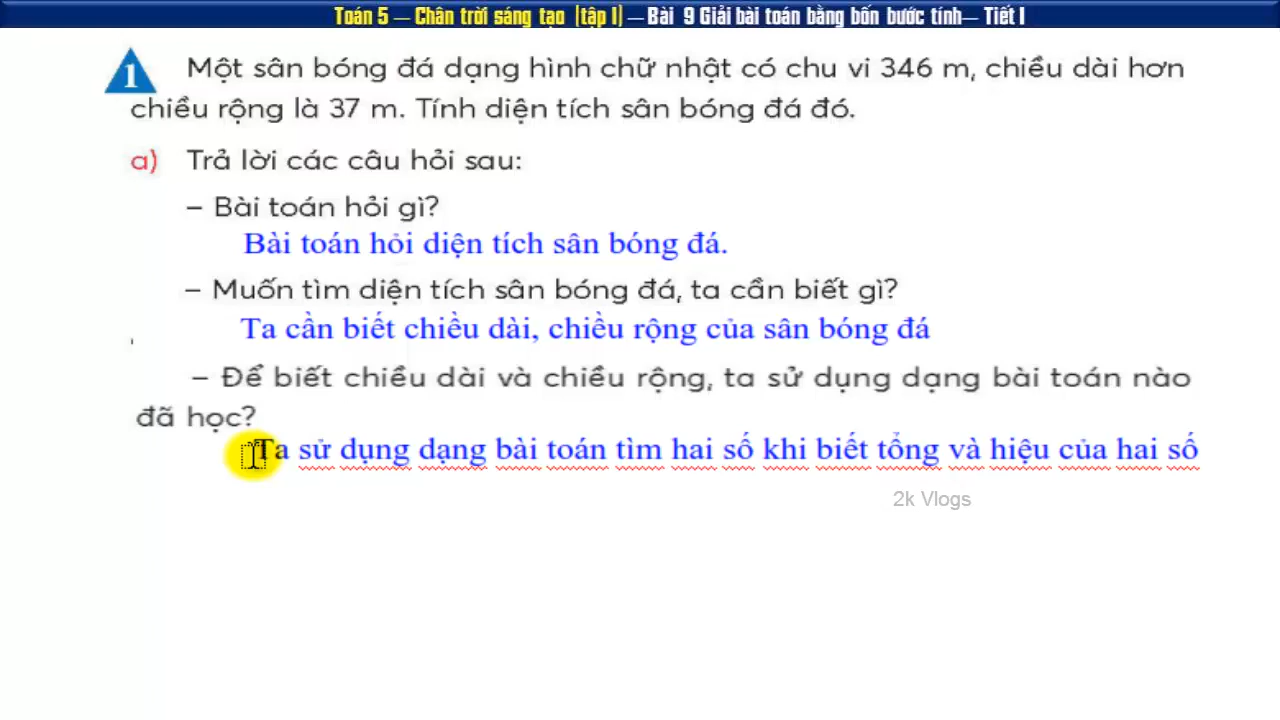 Toán 5 – Chân trời sáng tạo (tập 1) – Bài 9 Giải bài toán bằng bốn bước tính– Tiết 1
1 Một sân bóng đá dạng hình chữ nhật có chu vi 346 m, chiều dài hơn
chiều rộng là 37 m. Tính diện tích sân bóng đá đó.
a) Trả lời các câu hỏi sau:
– Bài toán hỏi gì?
Bài toán hỏi diện tích sân bóng đá.
– Muốn tìm diện tích sân bóng đá, ta cần biết gì?
Ta cần biết chiều dài, chiều rộng của sân bóng đá
– Để biết chiều dài và chiều rộng, ta sử dụng dạng bài toán nào
đã học?
Ta sử dụng dạng bài toán tìm hai số khi biết tổng và hiệu của hai số
2k Vlogs